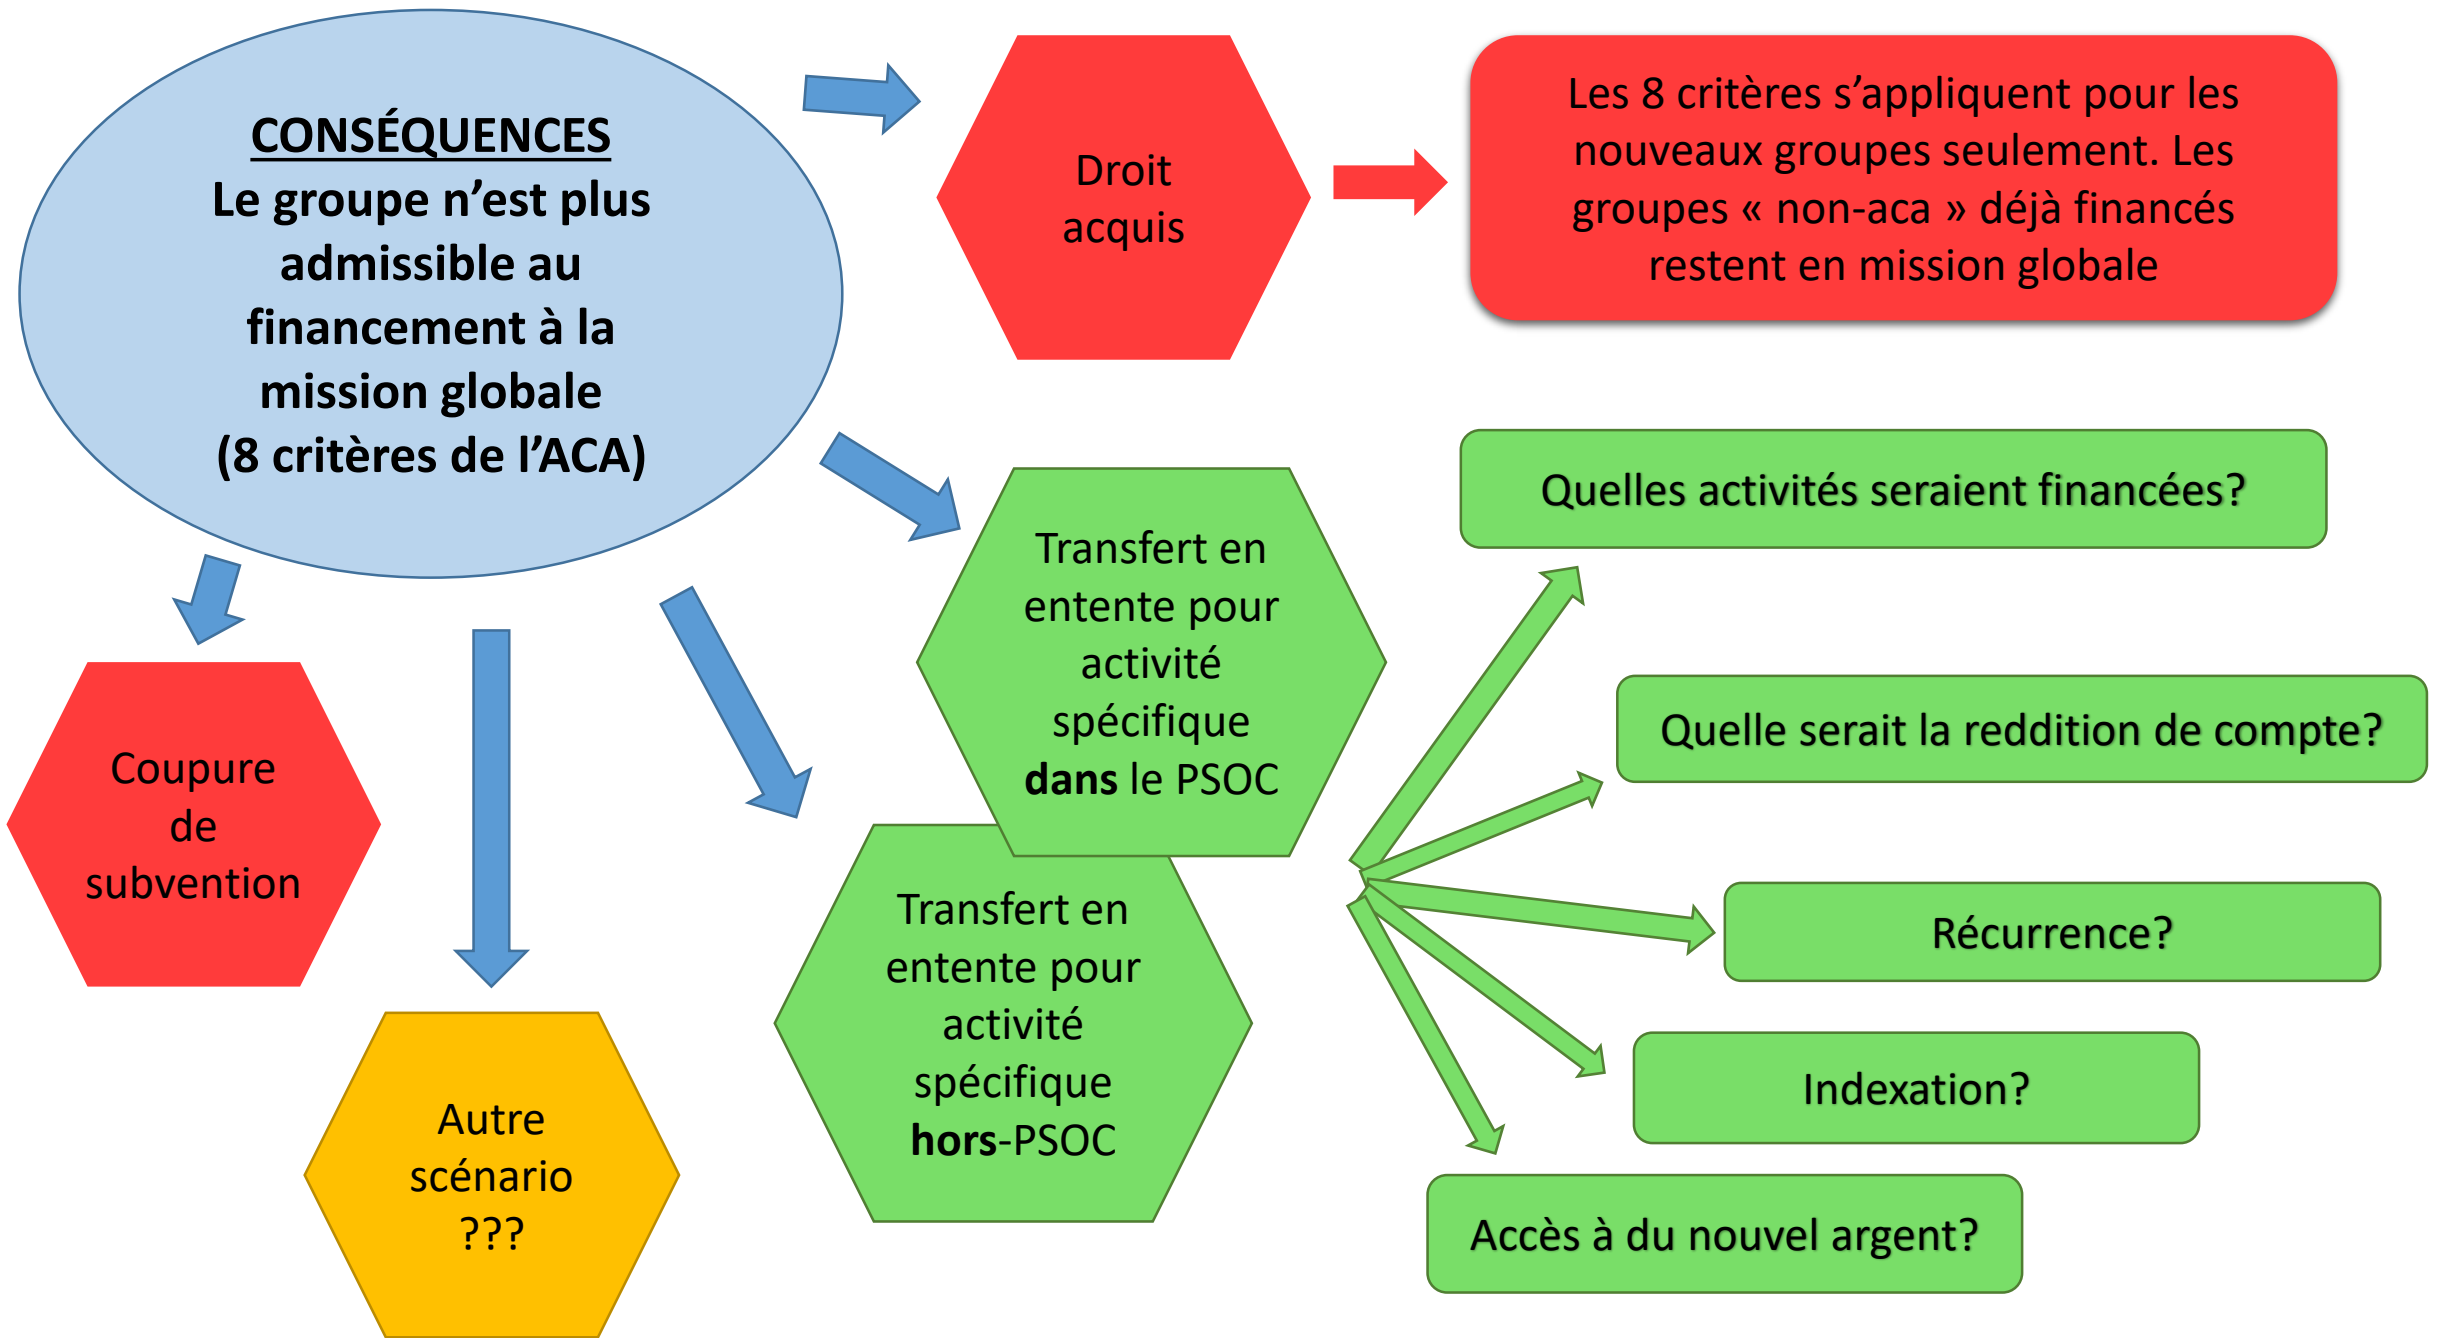 CONSÉQUENCES
Le groupe n’est plus
admissible au
financement à la
mission globale
(8 critères de l’ACA)
Droit
acquis
Les 8 critères s’appliquent pour les
nouveaux groupes seulement. Les
groupes « non-aca » déjà financés
restent en mission globale
Transfert en
entente pour
activité
spécifique
dans le PSOC
Transfert en
entente pour
activité
spécifique
hors-PSOC
Coupure
de
subvention
Autre
scénario
???
Quelles activités seraient financées?
Quelle serait la reddition de compte?
Récurrence?
Indexation?
Accès à du nouvel argent?